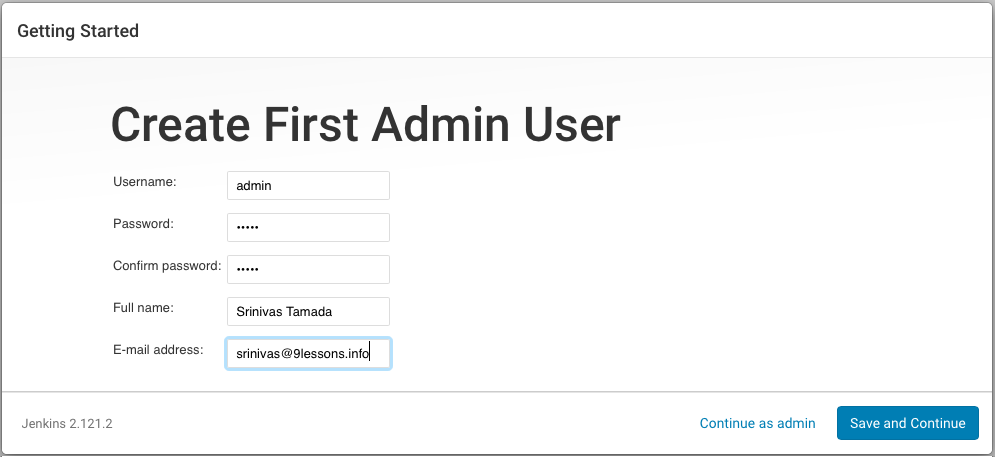 Getting Started
Create First Admin User
Username: admin
Password: •••••
Confirm password: •••••
Full name: Srinivas Tamada
E-mail address: srinivas@9lessons.info
Jenkins 2.121.2 Continue as admin Save and Continue